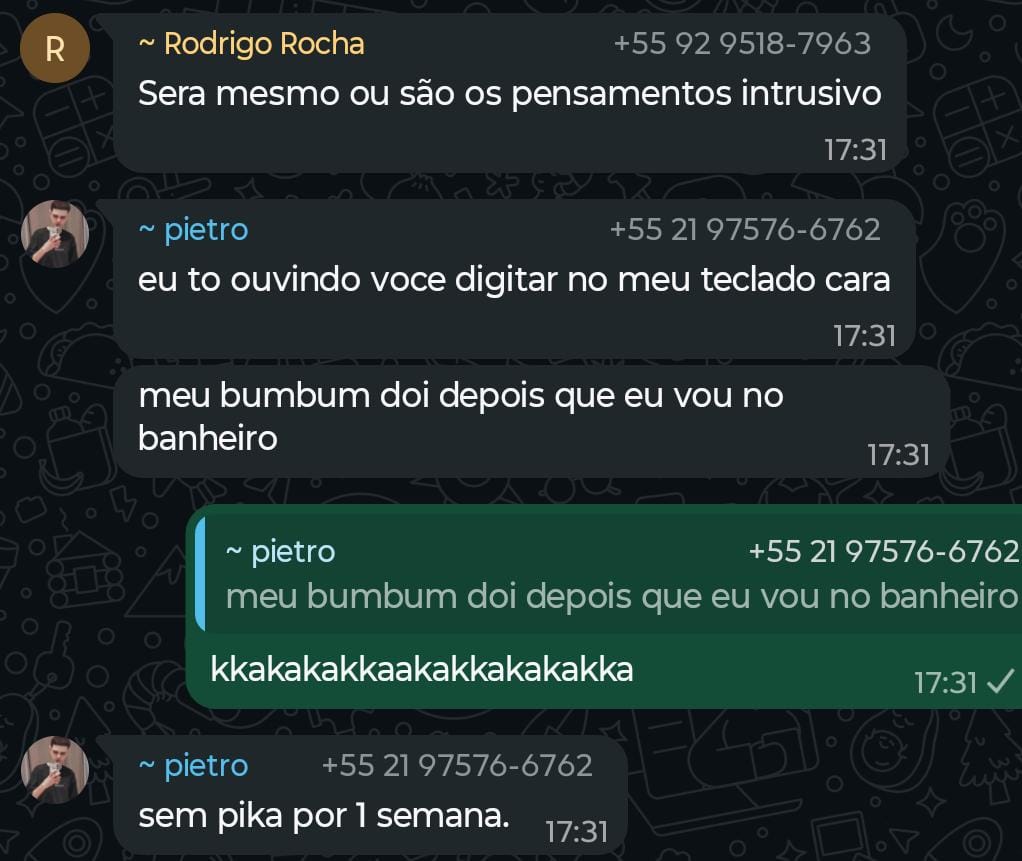 R
~ Rodrigo Rocha +55 92 9518-7963
Sera mesmo ou são os pensamentos intrusivo
17:31
~ pietro +55 21 97576-6762
eu to ouvindo voce digitar no meu teclado cara
17:31
meu bumbum doi depois que eu vou no
banheiro 17:31
~ pietro +55 21 97576-6762
meu bumbum doi depois que eu vou no banheiro
kkakakakkaakakkakakakka 17:31
~ pietro +55 21 97576-6762
sem pika por 1 semana. 17:31